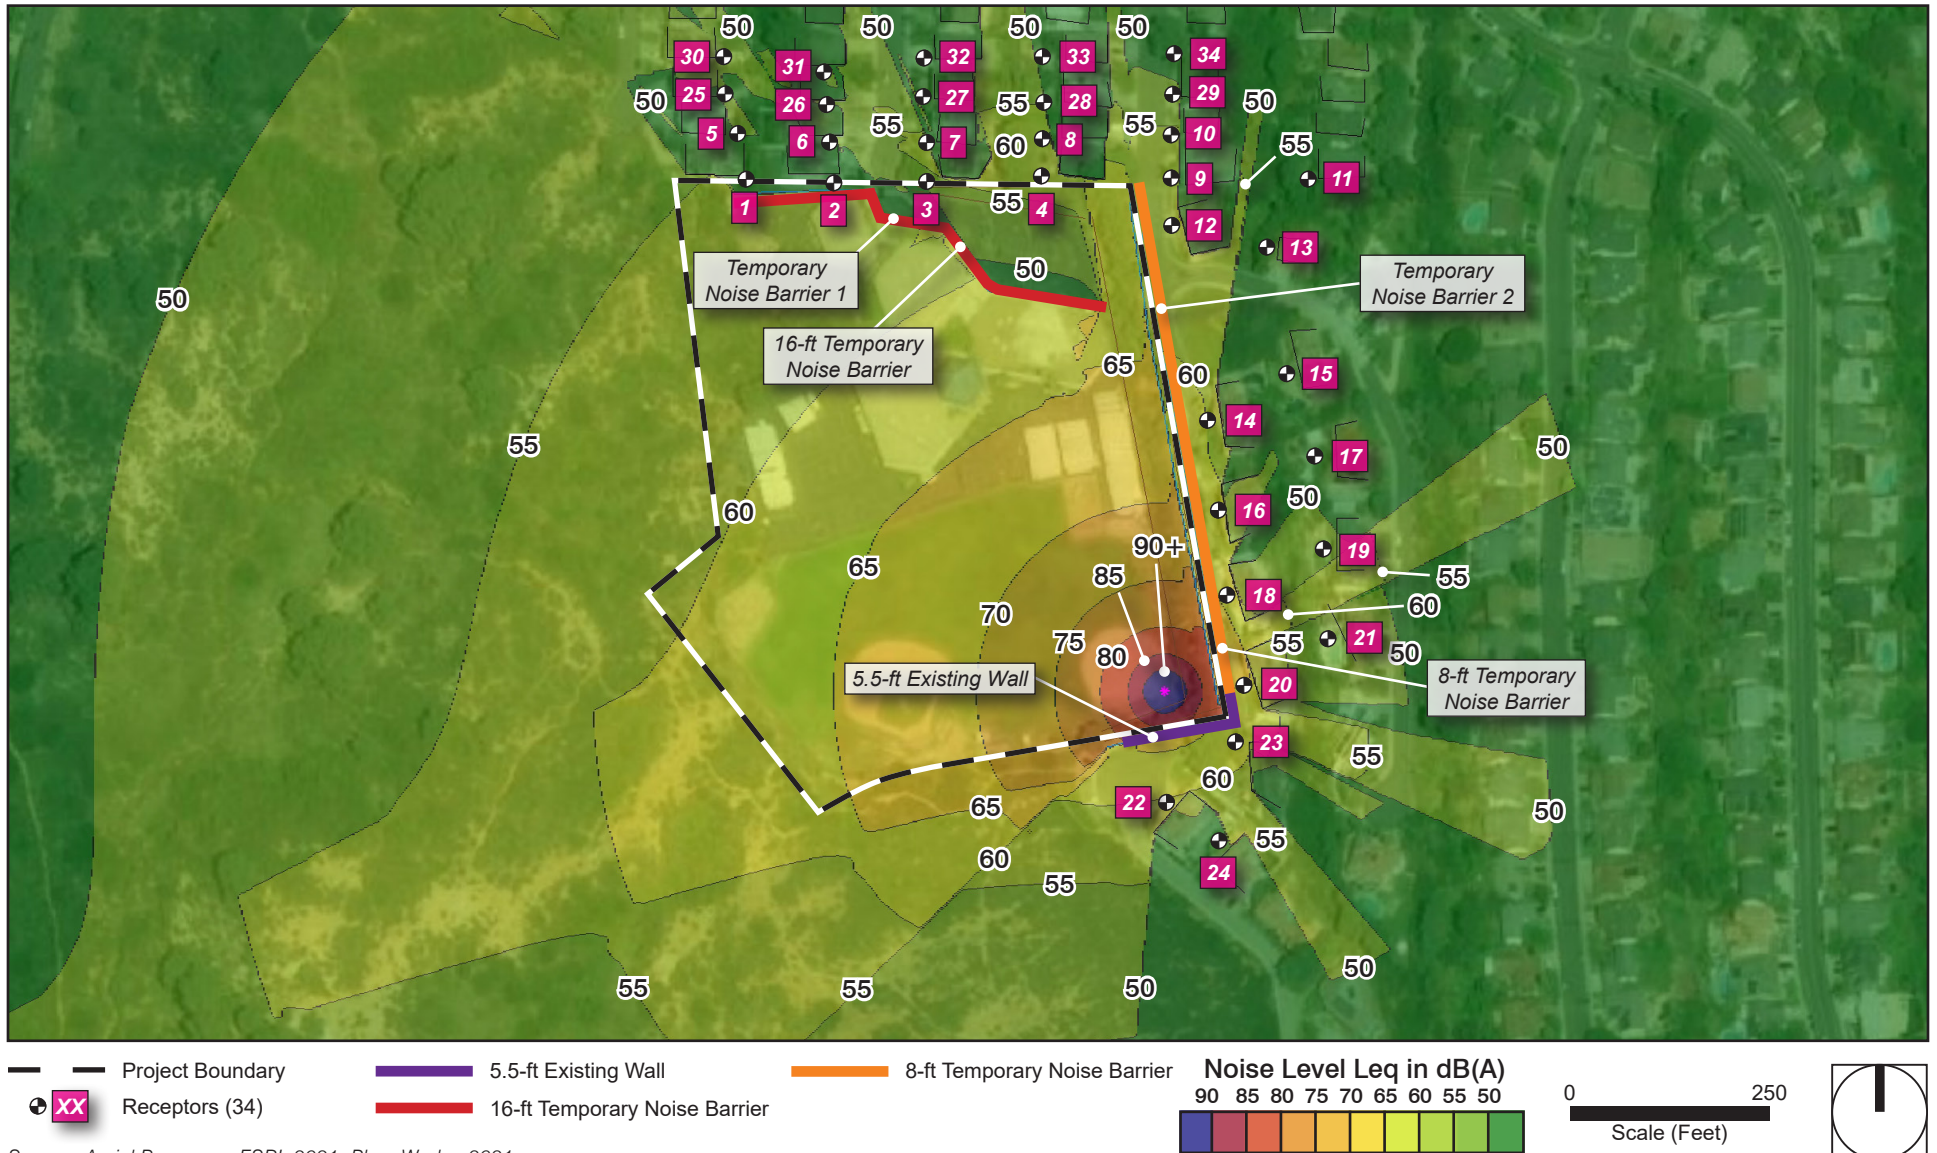 50 50 50 50
30 31 32 33 34
50 25 26 27 55 28 29 50
5 6 55 7 60 8 55 10 55
9 11
1 2 3 55 4
12
13
Temporary
Noise Barrier 1
50
Temporary
Noise Barrier 2
50
16-ft Temporary
Noise Barrier
65 60 15
14
55 50
17
50
60 16
90+
19
65 85 55
18 60
70
75 55 21
80 50
5.5-ft Existing Wall
20
8-ft Temporary
Noise Barrier
23
55
60
65 22 50
55
60
24
55
50
55 55 50
Project Boundary
5.5-ft Existing Wall
8-ft Temporary Noise Barrier
Noise Level Leq in dB(A)
90 85 80 75 70 65 60 55 50
0 250
Scale (Feet)
XX Receptors (34)
16-ft Temporary Noise Barrier